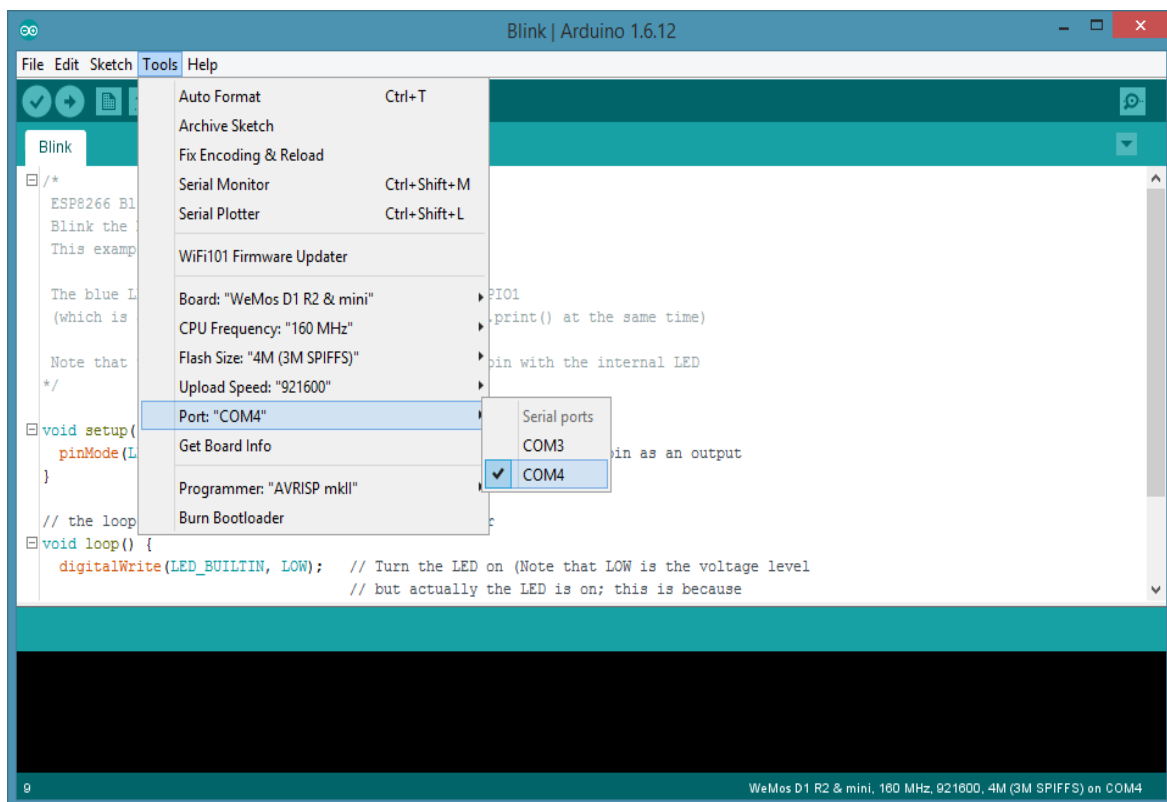 Blink | Arduino 1.6.12
File Edit Sketch Tools Help
Auto Format Ctrl+T
Archive Sketch
Fix Encoding & Reload
Serial Monitor Ctrl+Shift+M
Serial Plotter Ctrl+Shift+L
WiFi101 Firmware Updater
Board: "WeMos D1 R2 & mini"
CPU Frequency: "160 MHz"
Flash Size: "4M (3M SPIFFS)"
Upload Speed: "921600"
Port: "COM4"
Get Board Info
Programmer: "AVRISP mkII"
Burn Bootloader
Serial ports
COM3
COM4
Blink
/*
ESP8266 Bl
Blink the
This examp
The blue L PIO1
(which is .print() at the same time)
Note that pin with the internal LED
*/
void setup(
pinMode(L pin as an output
}
// the loop r
void loop() {
digitalWrite(LED_BUILTIN, LOW); // Turn the LED on (Note that LOW is the voltage level
// but actually the LED is on; this is because
9 WeMos D1 R2 & mini, 160 MHz, 921600, 4M (3M SPIFFS) on COM4